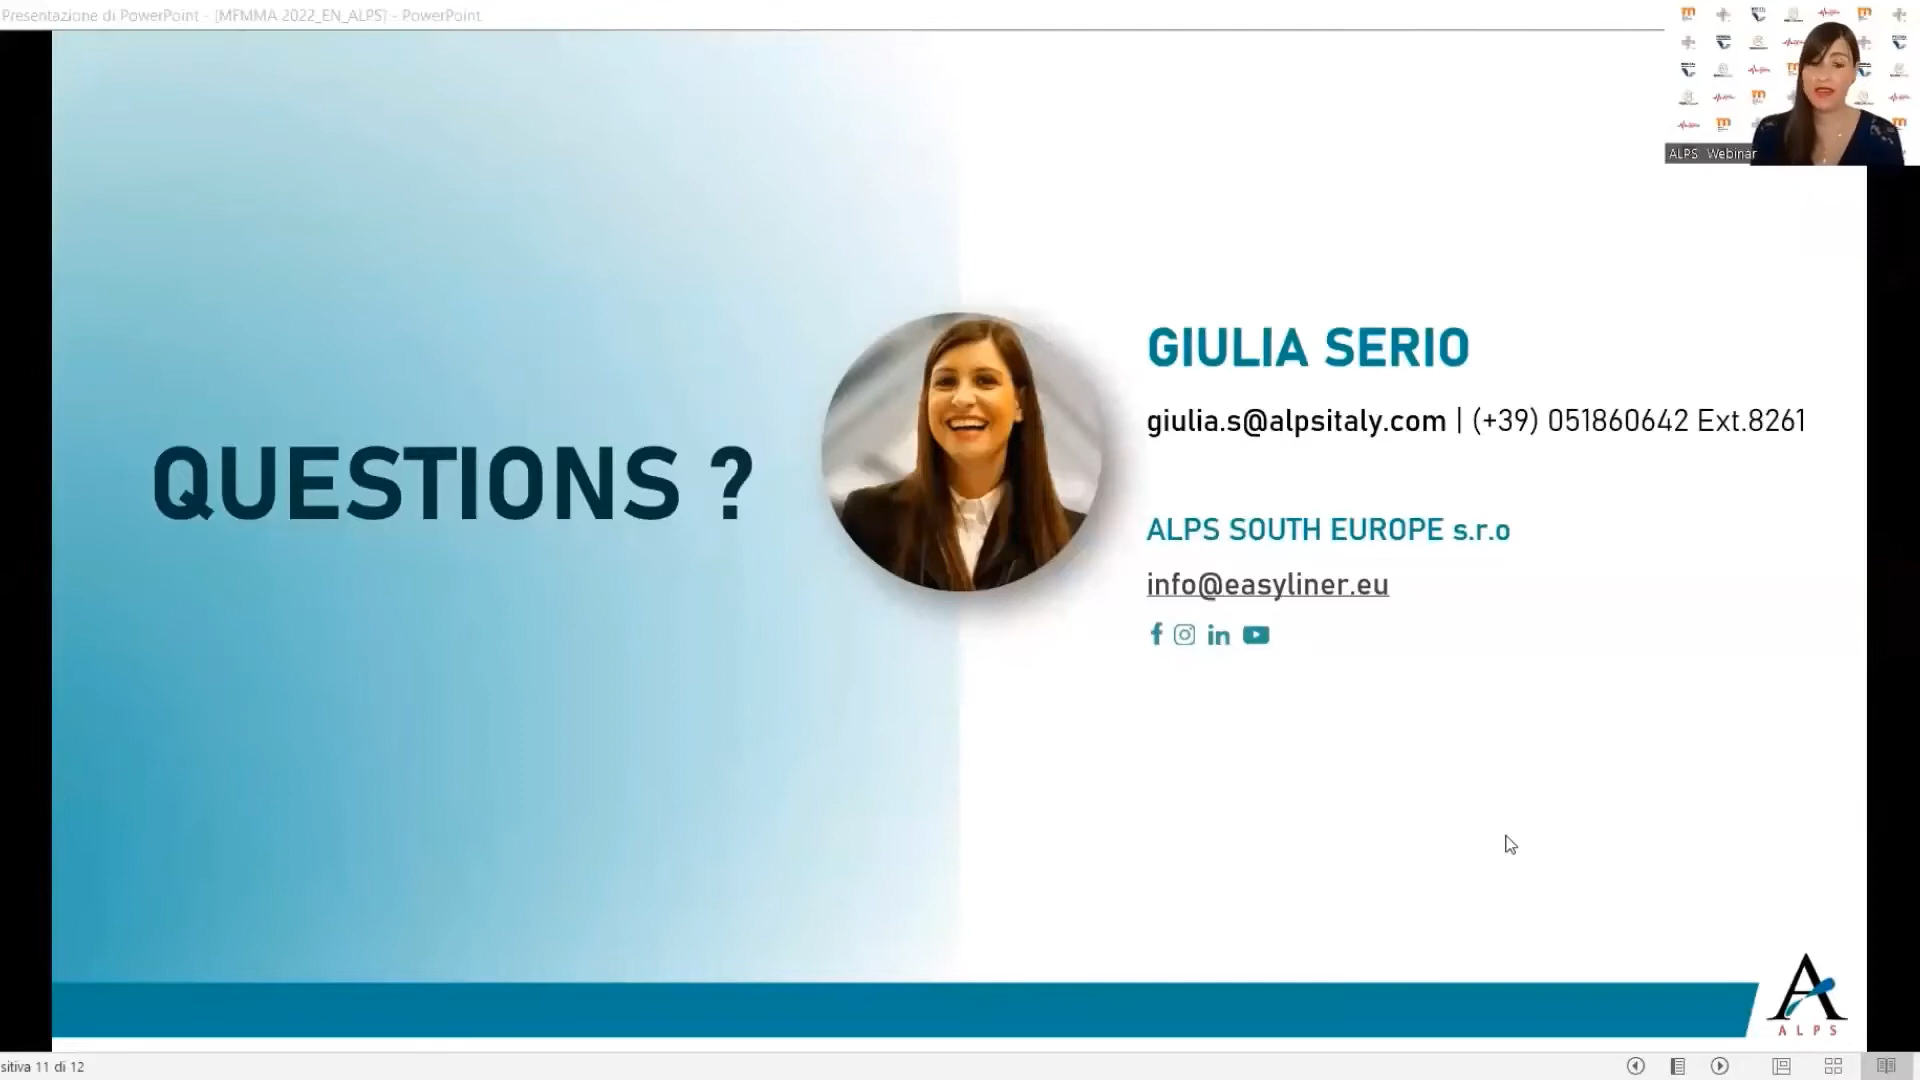 Presentazione di PowerPoint - [MFMMA 2022_EN_ALPS] - PowerPoint
ALPS Webinar
QUESTIONS ?
GIULIA SERIO
giulia.s@alpsitaly.com | (+39) 051860642 Ext.8261
ALPS SOUTH EUROPE s.r.o
info@easyliner.eu
ALPS
sitiva 11 di 12